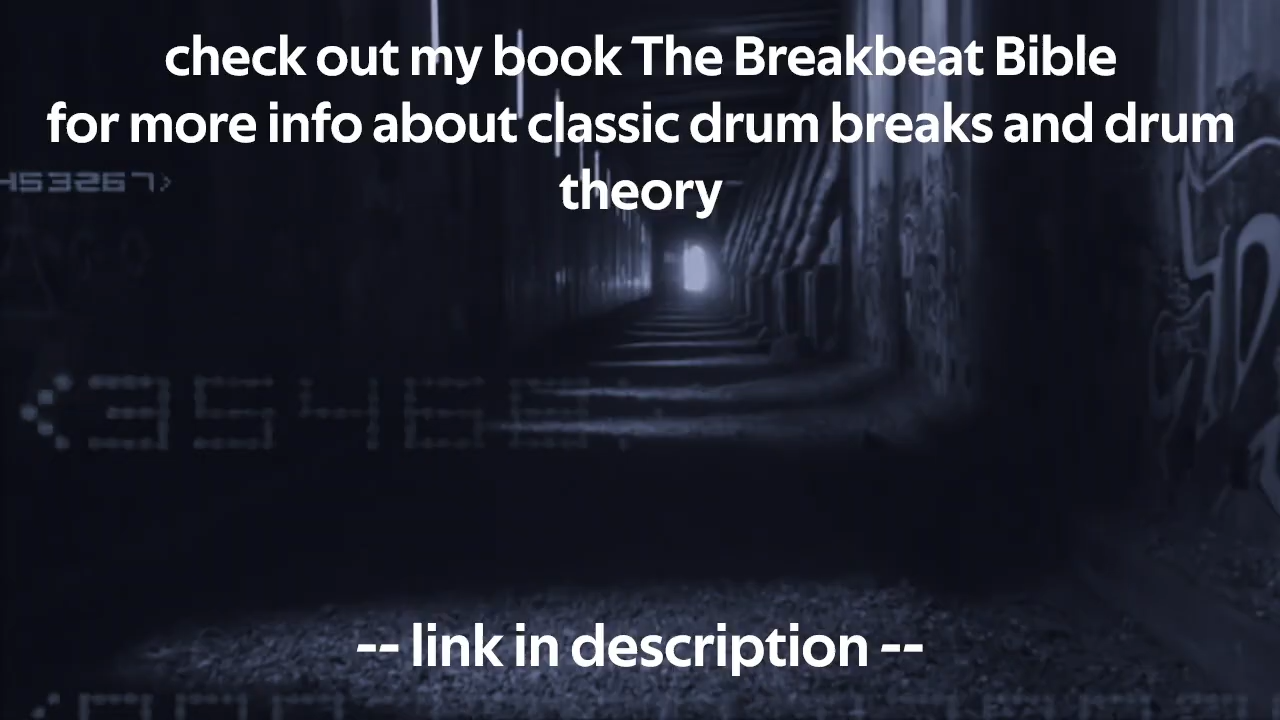 check out my book The Breakbeat Bible
for more info about classic drum breaks and drum
theory
453267>
-- link in description --